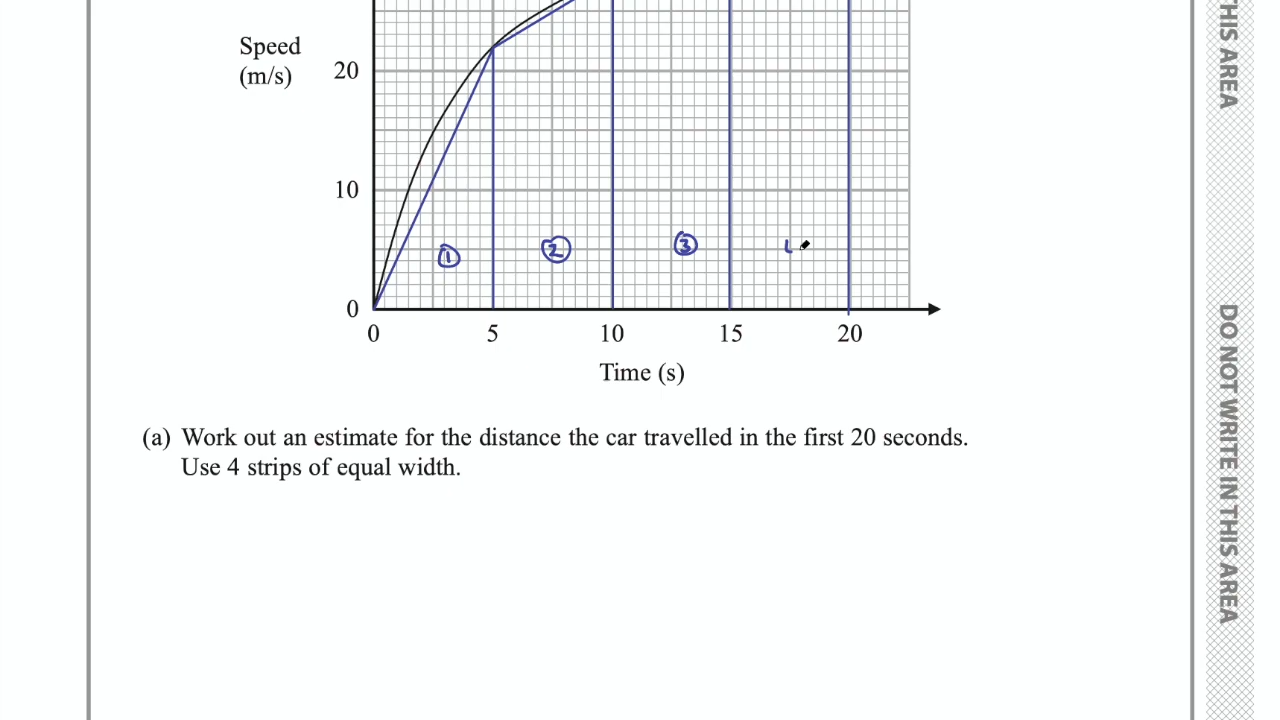 THIS AREA
Speed
(m/s)
20
10
0
1
2
3
0 5 10 15 20
Time (s)
(a) Work out an estimate for the distance the car travelled in the first 20 seconds.
Use 4 strips of equal width.
DO NOT WRITE IN THIS AREA